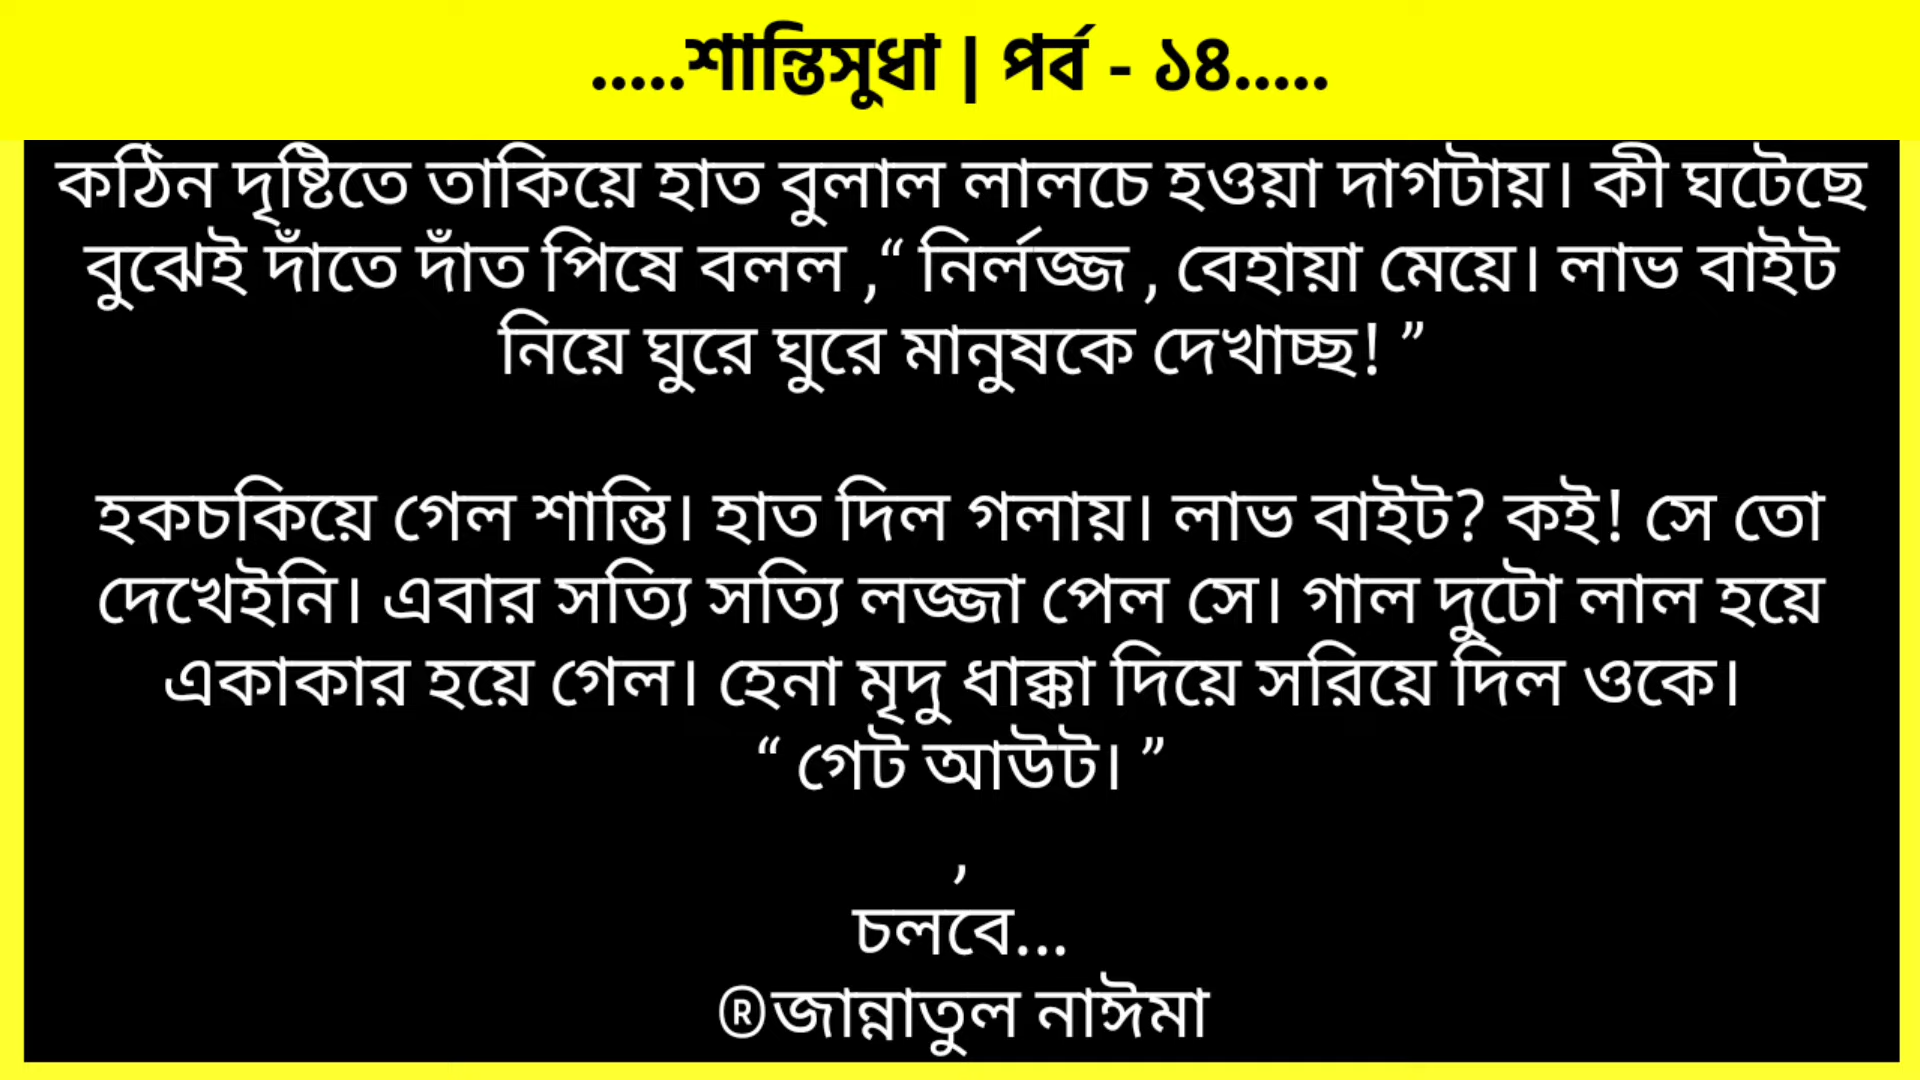 .....শান্তিসুধা | পর্ব - ১৪.....
কঠিন দৃষ্টিতে তাকিয়ে হাত বুলাল লালচে হওয়া দাগটায়। কী ঘটেছে
বুঝেই দাঁতে দাঁত পিষে বলল ,“ নির্লজ্জ , বেহায়া মেয়ে। লাভ বাইট
নিয়ে ঘুরে ঘুরে মানুষকে দেখাচ্ছ! ”
হকচকিয়ে গেল শান্তি। হাত দিল গলায়। লাভ বাইট? কই! সে তো
দেখেইনি। এবার সত্যি সত্যি লজ্জা পেল সে। গাল দুটো লাল হয়ে
একাকার হয়ে গেল। হেনা মৃদু ধাক্কা দিয়ে সরিয়ে দিল ওকে।
“ গেট আউট। ”
,
চলবে...
®জান্নাতুল নাঈমা